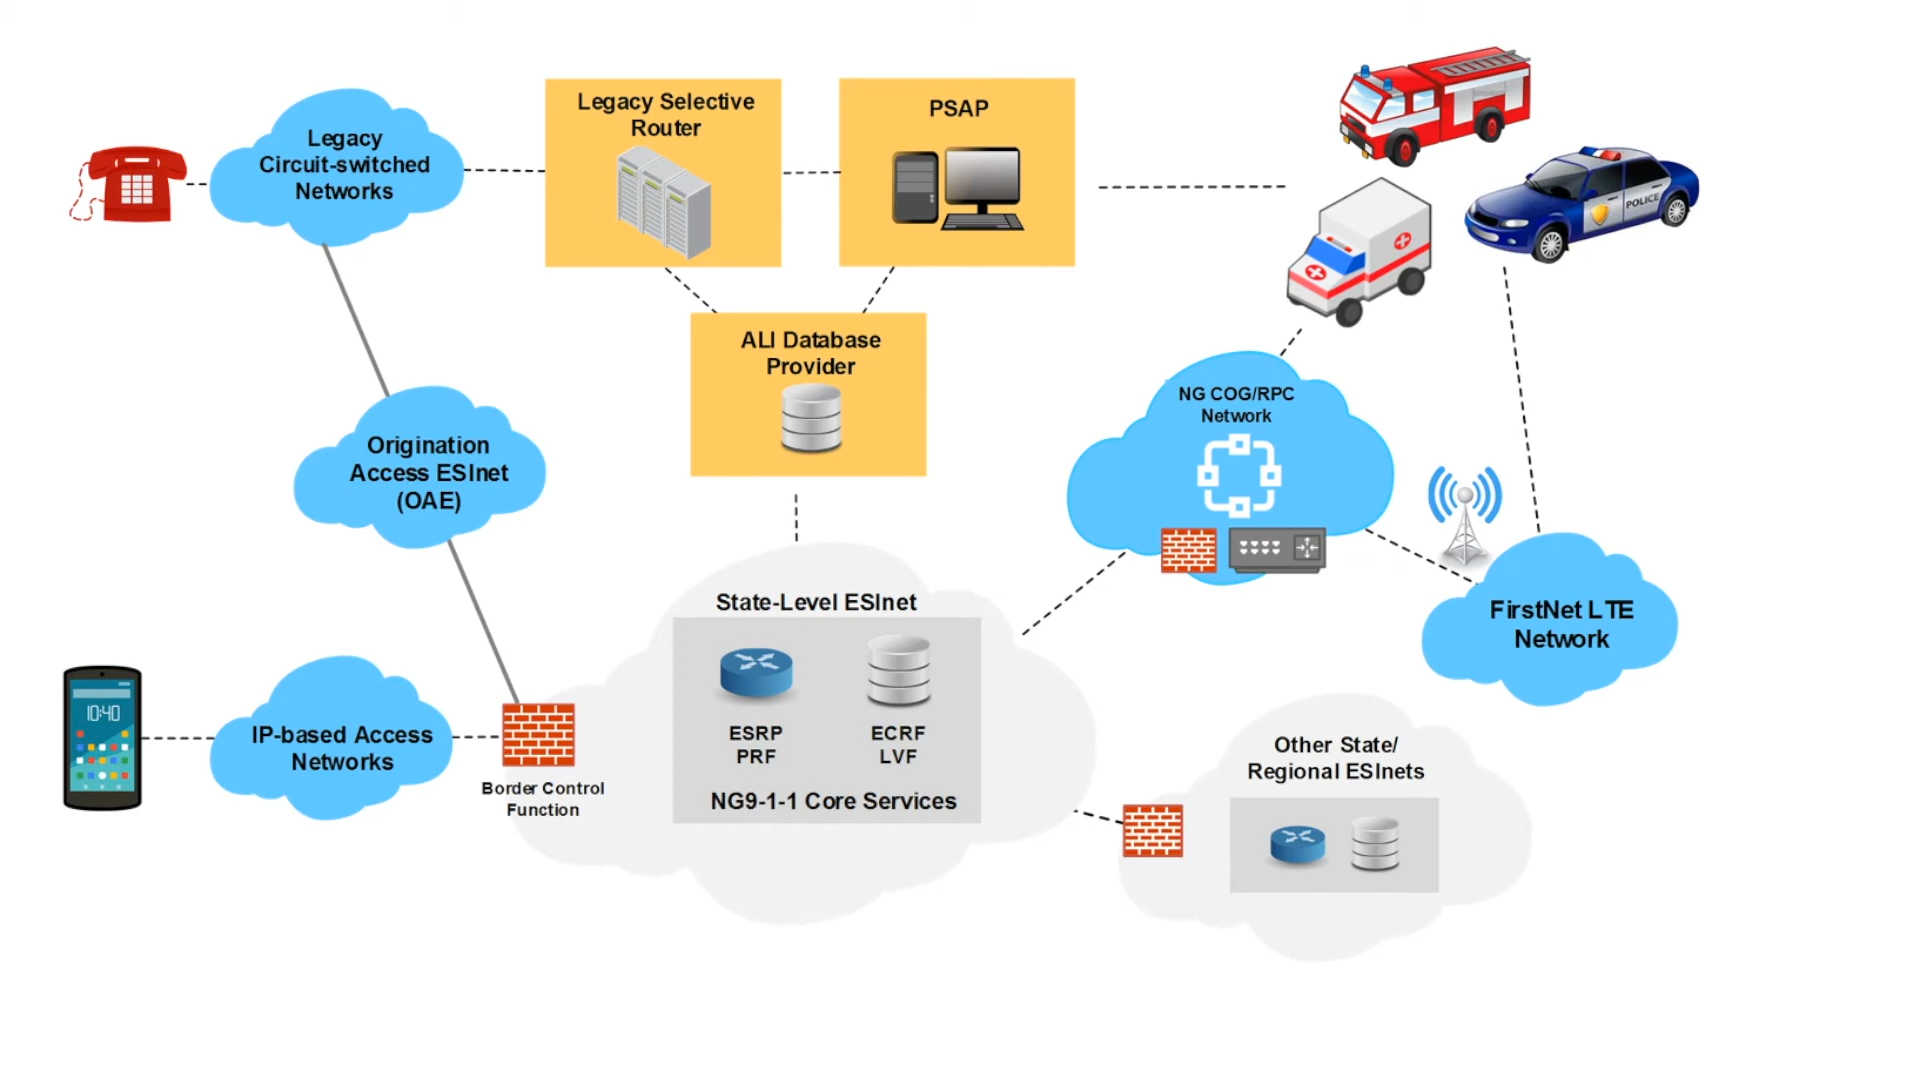 Legacy
Circuit-switched
Networks
Legacy Selective
Router
PSAP
POLICE
ALI Database
Provider
NG COG/RPC
Network
Origination
Access ESInet
(OAE)
State-Level ESInet
FirstNet LTE
Network
10:40
IP-based Access
Networks
Border Control
Function
ESRP
PRF
ECRF
LVF
NG9-1-1 Core Services
Other State/
Regional ESInets